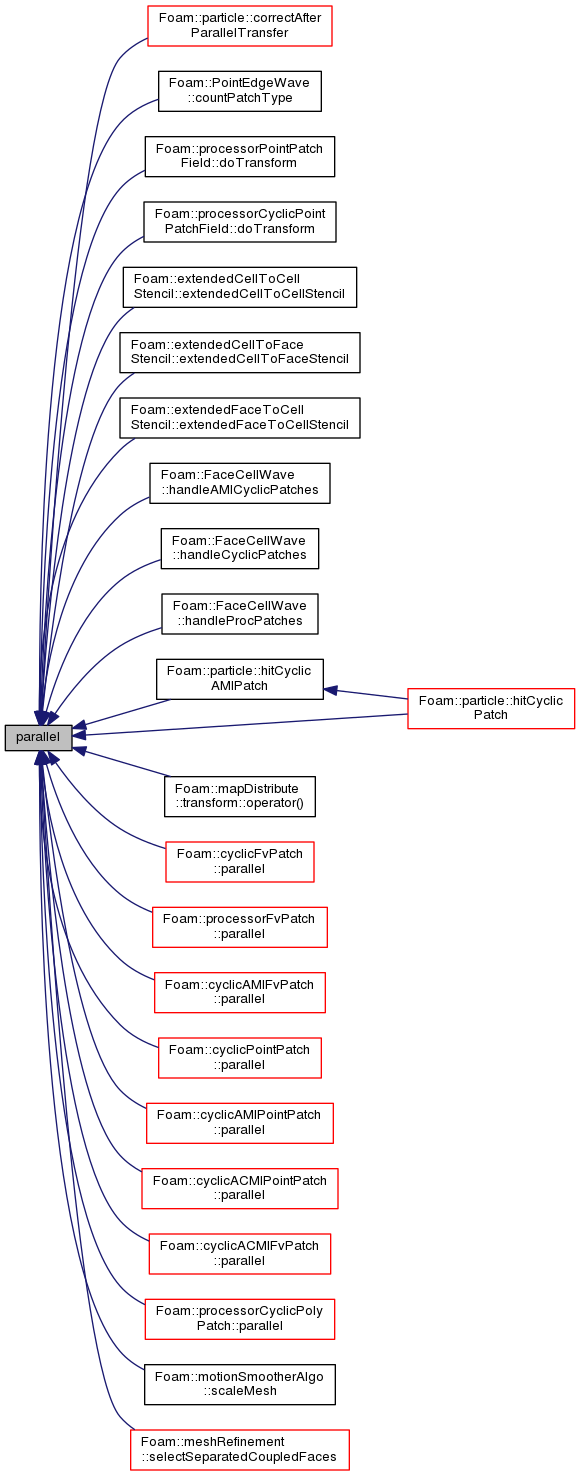 Foam::particle::correctAfter
ParallelTransfer
Foam::PointEdgeWave
::countPatchType
Foam::processorPointPatch
Field::doTransform
Foam::processorCyclicPoint
PatchField::doTransform
Foam::extendedCellToCell
Stencil::extendedCellToCellStencil
Foam::extendedCellToFace
Stencil::extendedCellToFaceStencil
Foam::extendedFaceToCell
Stencil::extendedFaceToCellStencil
Foam::FaceCellWave
::handleAMICyclicPatches
Foam::FaceCellWave
::handleCyclicPatches
Foam::FaceCellWave
::handleProcPatches
Foam::particle::hitCyclic
AMIPatch
Foam::particle::hitCyclic
Patch
parallel
Foam::mapDistribute
::transform::operator()
Foam::cyclicFvPatch
::parallel
Foam::processorFvPatch
::parallel
Foam::cyclicAMIFvPatch
::parallel
Foam::cyclicPointPatch
::parallel
Foam::cyclicAMIPointPatch
::parallel
Foam::cyclicACMIPointPatch
::parallel
Foam::cyclicACMIFvPatch
::parallel
Foam::processorCyclicPoly
Patch::parallel
Foam::motionSmootherAlgo
::scaleMesh
Foam::meshRefinement
::selectSeparatedCoupledFaces